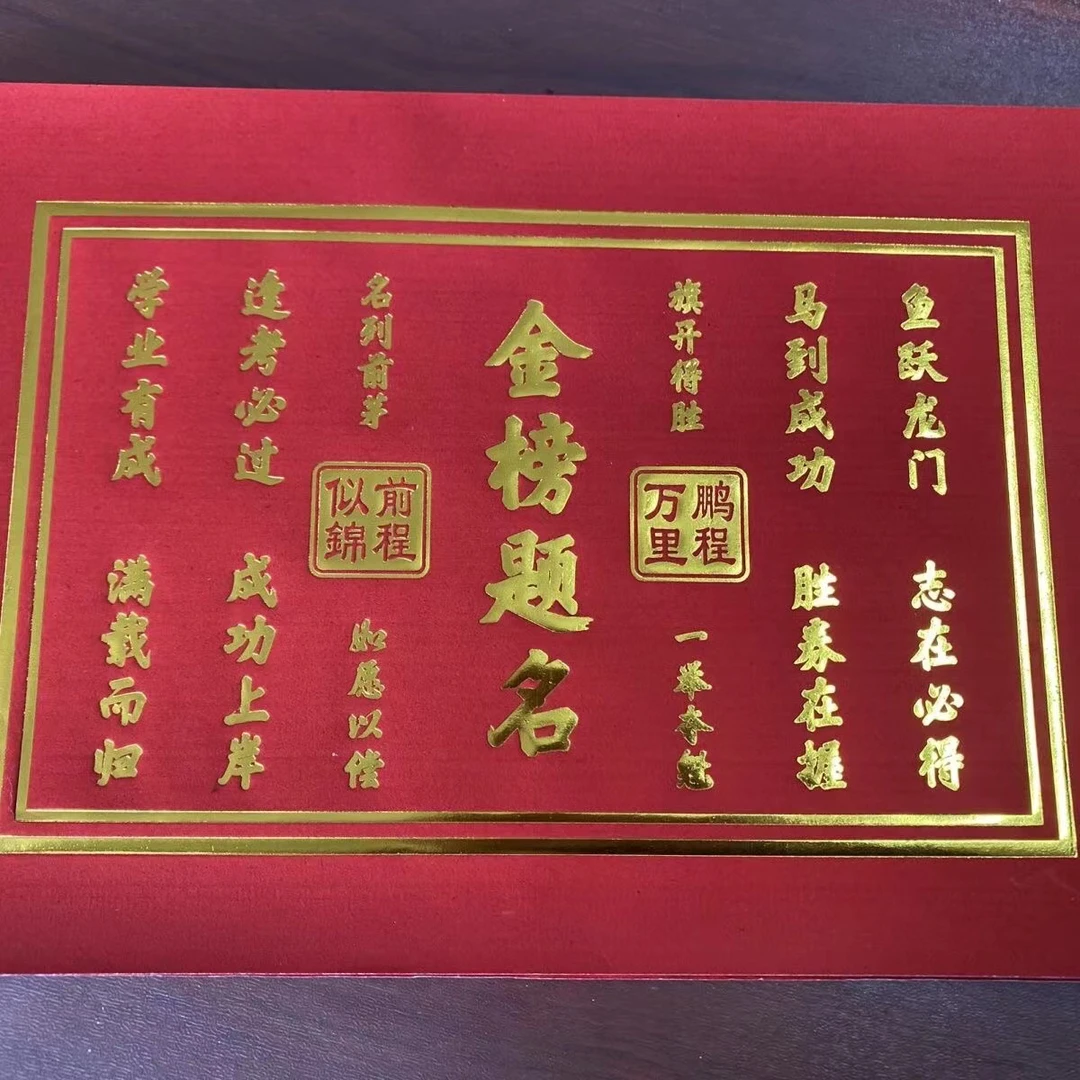 鱼跃龙门
志在必得
马到成功
胜券在握
旗开得胜
鹏程
万里
一举夺魁
金榜题名
名列前芽
前程
似錦
如愿以偿
逢考必过
成功上岸
学业有成
满载而归